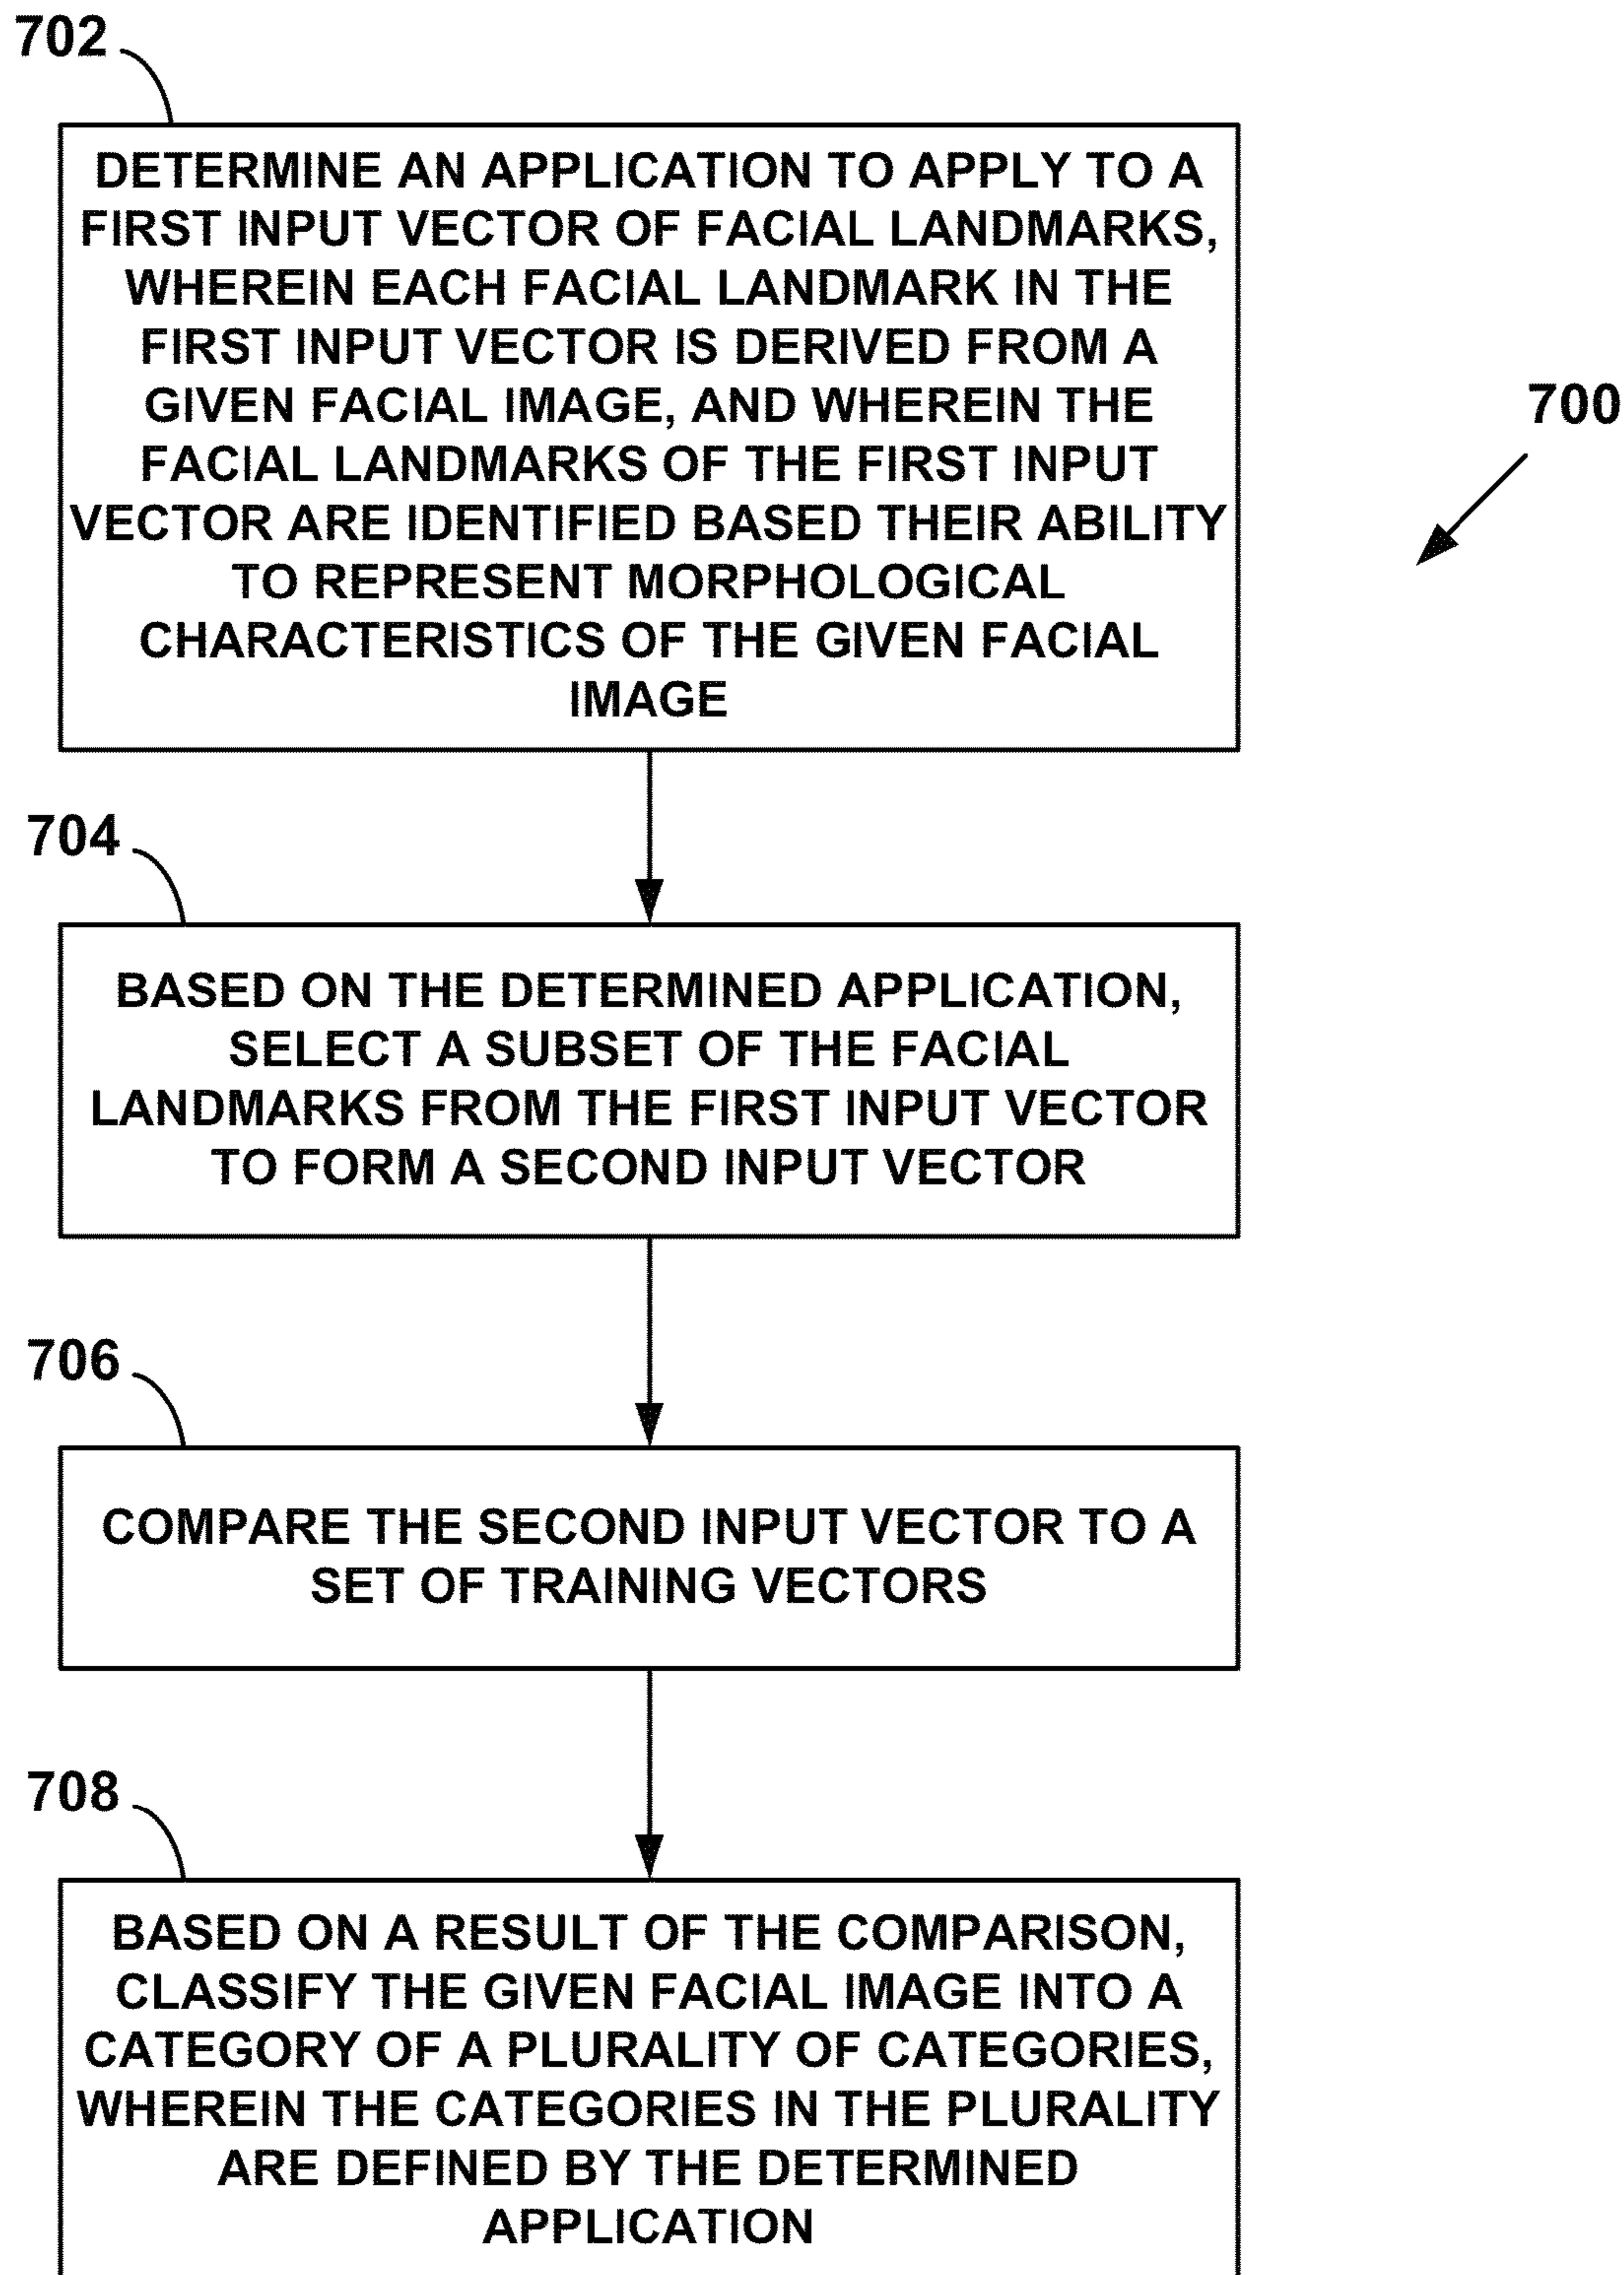 702
DETERMINE AN APPLICATION TO APPLY TO A
FIRST INPUT VECTOR OF FACIAL LANDMARKS,
WHEREIN EACH FACIAL LANDMARK IN THE
FIRST INPUT VECTOR IS DERIVED FROM A
GIVEN FACIAL IMAGE, AND WHEREIN THE
FACIAL LANDMARKS OF THE FIRST INPUT
VECTOR ARE IDENTIFIED BASED THEIR ABILITY
TO REPRESENT MORPHOLOGICAL
CHARACTERISTICS OF THE GIVEN FACIAL
IMAGE
700
704
BASED ON THE DETERMINED APPLICATION,
SELECT A SUBSET OF THE FACIAL
LANDMARKS FROM THE FIRST INPUT VECTOR
TO FORM A SECOND INPUT VECTOR
706
COMPARE THE SECOND INPUT VECTOR TO A
SET OF TRAINING VECTORS
708
BASED ON A RESULT OF THE COMPARISON,
CLASSIFY THE GIVEN FACIAL IMAGE INTO A
CATEGORY OF A PLURALITY OF CATEGORIES,
WHEREIN THE CATEGORIES IN THE PLURALITY
ARE DEFINED BY THE DETERMINED
APPLICATION